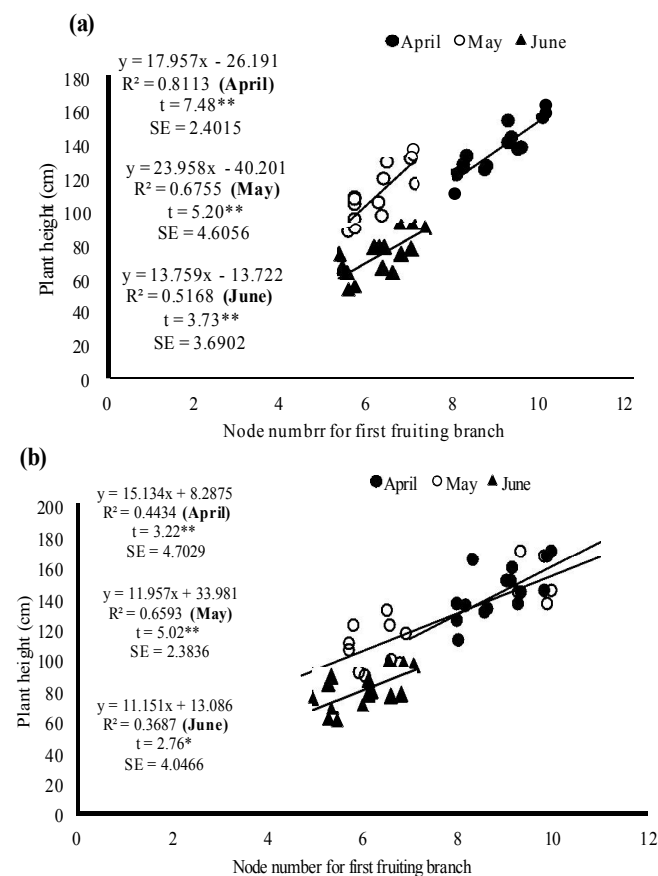 (a)
●April ○May ▲June
y = 17.957x - 26.191
R² = 0.8113 (April)
t = 7.48**
SE = 2.4015
y = 23.958x - 40.201
R² = 0.6755 (May)
t = 5.20**
SE = 4.6056
y = 13.759x - 13.722
R² = 0.5168 (June)
t = 3.73**
SE = 3.6902
Plant height (cm)
180
160
140
120
100
80
60
40
20
0
0 2 4 6 8 10 12
Node numbrr for first fruiting branch
(b)
●April ○May ▲June
y = 15.134x + 8.2875
R² = 0.4434 (April)
t = 3.22**
SE = 4.7029
y = 11.957x + 33.981
R² = 0.6593 (May)
t = 5.02**
SE = 2.3836
y = 11.151x + 13.086
R² = 0.3687 (June)
t = 2.76*
SE = 4.0466
Plant height (cm)
200
180
160
140
120
100
80
60
40
20
0
0 2 4 6 8 10 12
Node number for first fruiting branch